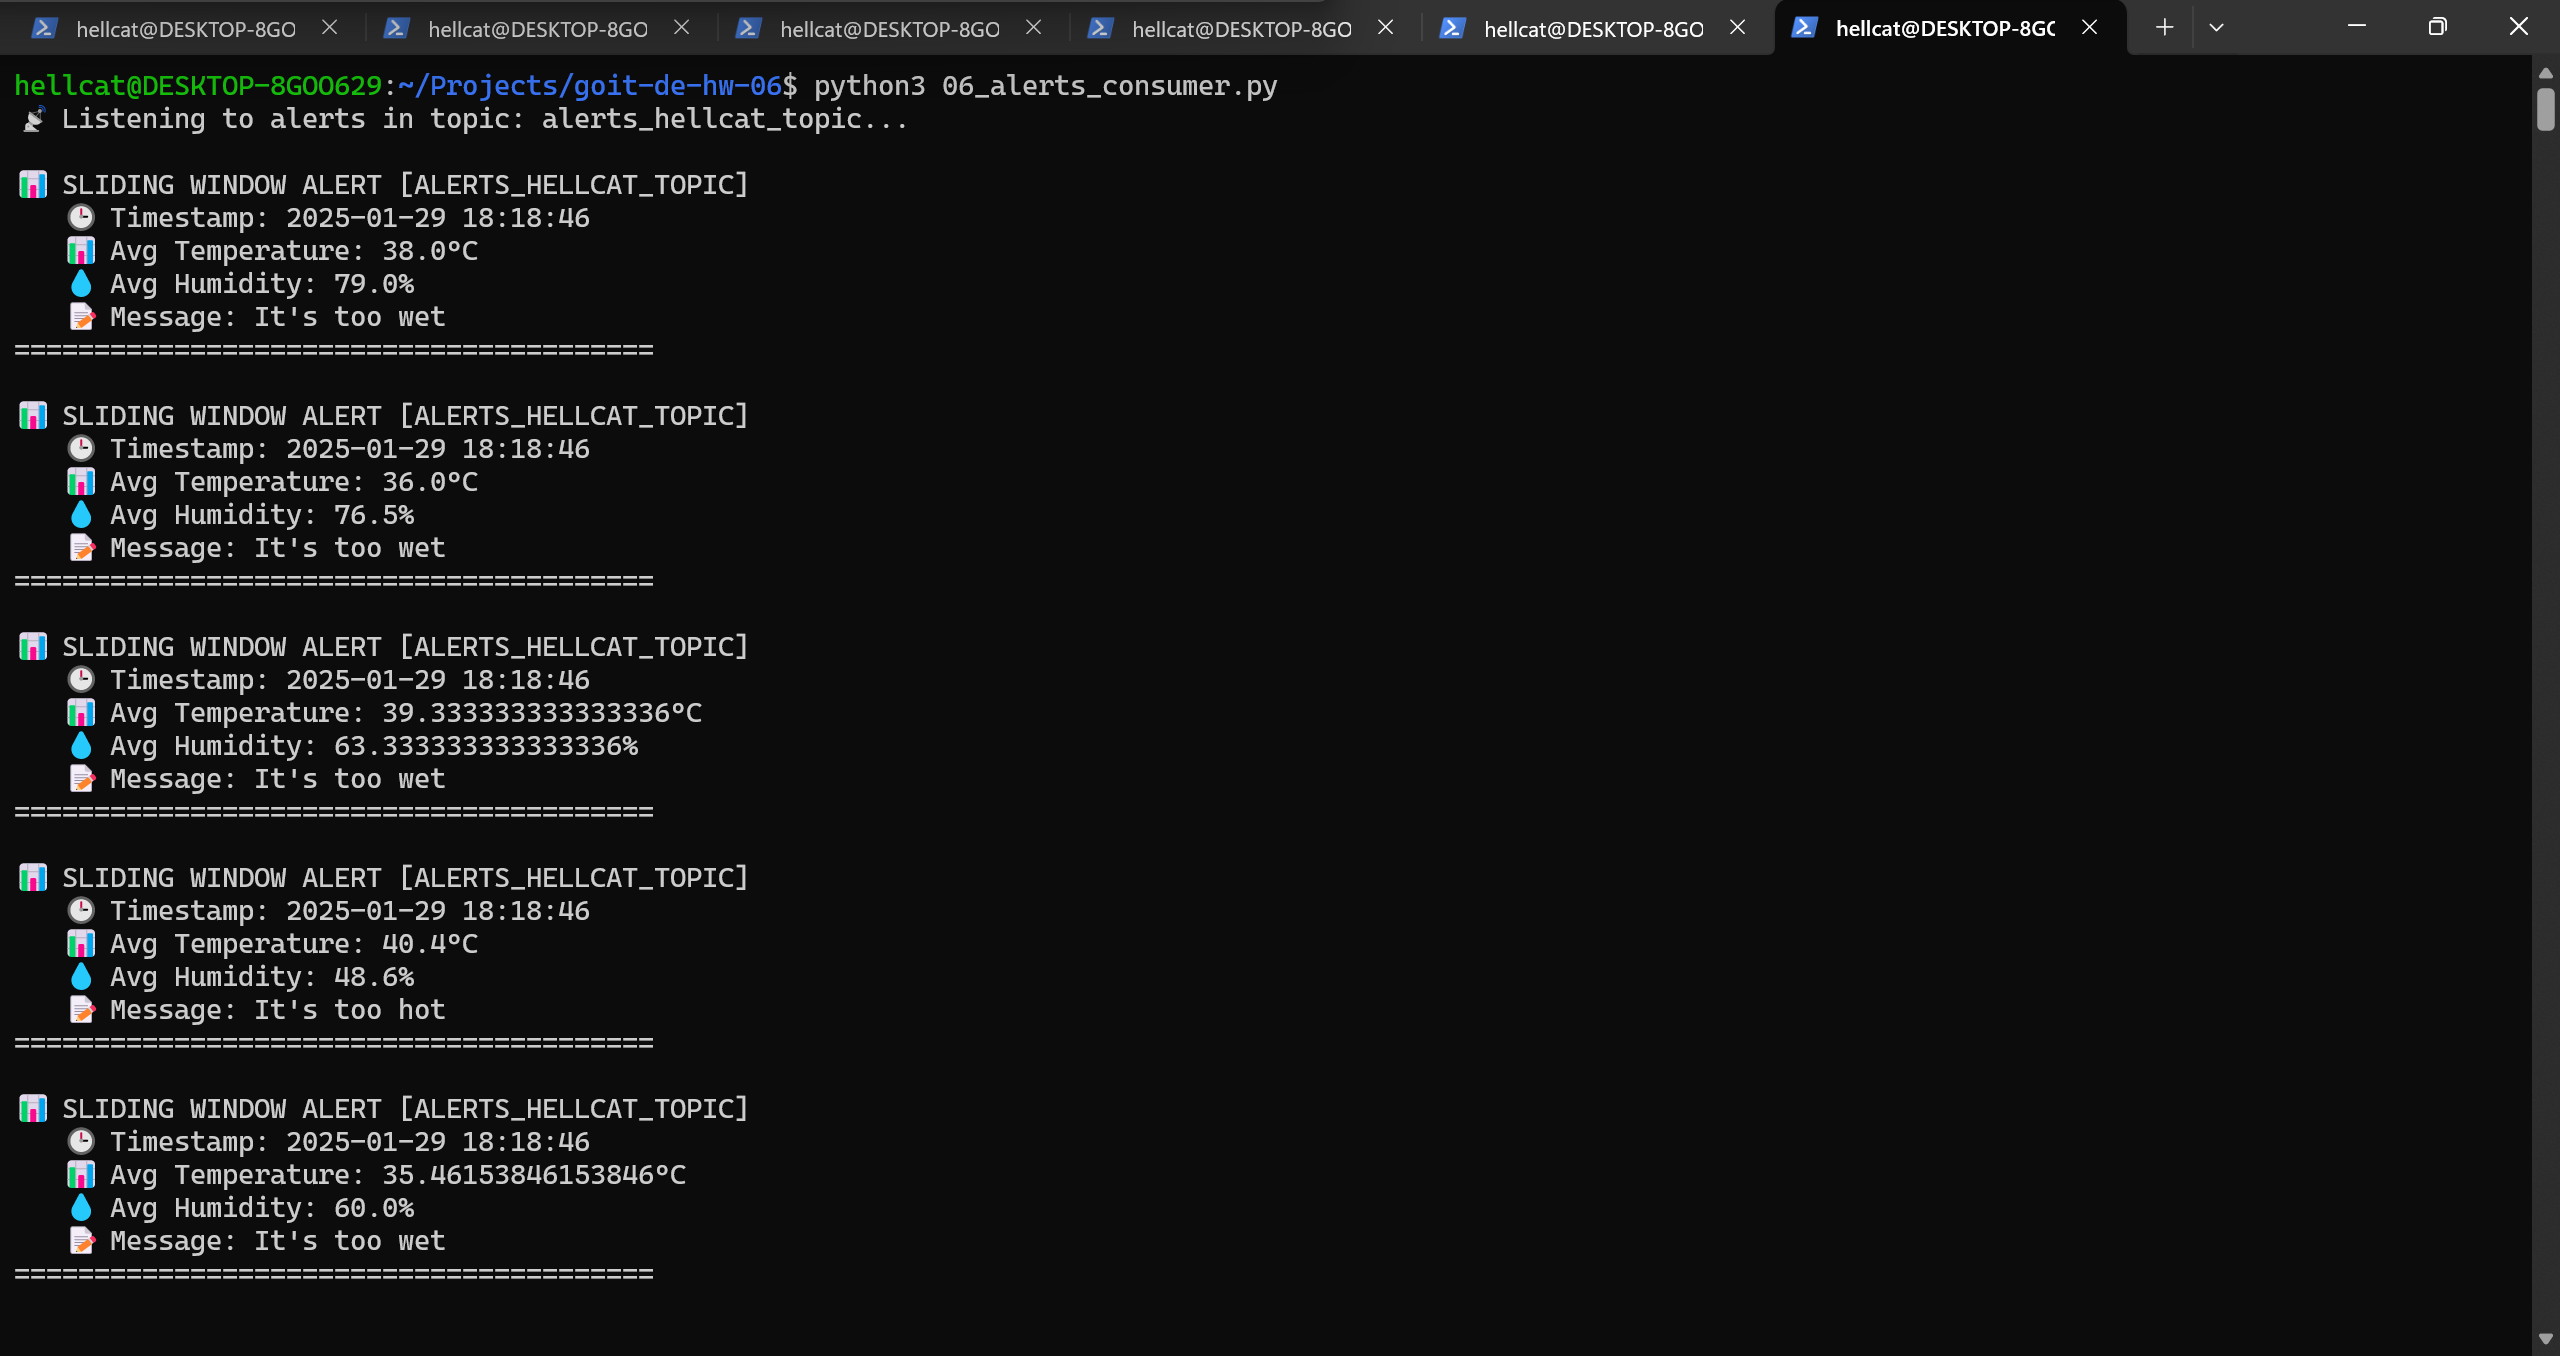 hellcat@DESKTOP-8GO
hellcat@DESKTOP-8GO
hellcat@DESKTOP-8GO
hellcat@DESKTOP-8GO
hellcat@DESKTOP-8GO
hellcat@DESKTOP-8GO
hellcat@DESKTOP-8GOO629:~/Projects/goit-de-hw-06$ python3 06_alerts_consumer.py
📡 Listening to alerts in topic: alerts_hellcat_topic...
📊 SLIDING WINDOW ALERT [ALERTS_HELLCAT_TOPIC]
🕒 Timestamp: 2025-01-29 18:18:46
📊 Avg Temperature: 38.0°C
💧 Avg Humidity: 79.0%
📝 Message: It's too wet
========================================
📊 SLIDING WINDOW ALERT [ALERTS_HELLCAT_TOPIC]
🕒 Timestamp: 2025-01-29 18:18:46
📊 Avg Temperature: 36.0°C
💧 Avg Humidity: 76.5%
📝 Message: It's too wet
========================================
📊 SLIDING WINDOW ALERT [ALERTS_HELLCAT_TOPIC]
🕒 Timestamp: 2025-01-29 18:18:46
📊 Avg Temperature: 39.333333333333336°C
💧 Avg Humidity: 63.333333333333336%
📝 Message: It's too wet
========================================
📊 SLIDING WINDOW ALERT [ALERTS_HELLCAT_TOPIC]
🕒 Timestamp: 2025-01-29 18:18:46
📊 Avg Temperature: 40.4°C
💧 Avg Humidity: 48.6%
📝 Message: It's too hot
========================================
📊 SLIDING WINDOW ALERT [ALERTS_HELLCAT_TOPIC]
🕒 Timestamp: 2025-01-29 18:18:46
📊 Avg Temperature: 35.46153846153846°C
💧 Avg Humidity: 60.0%
📝 Message: It's too wet
========================================